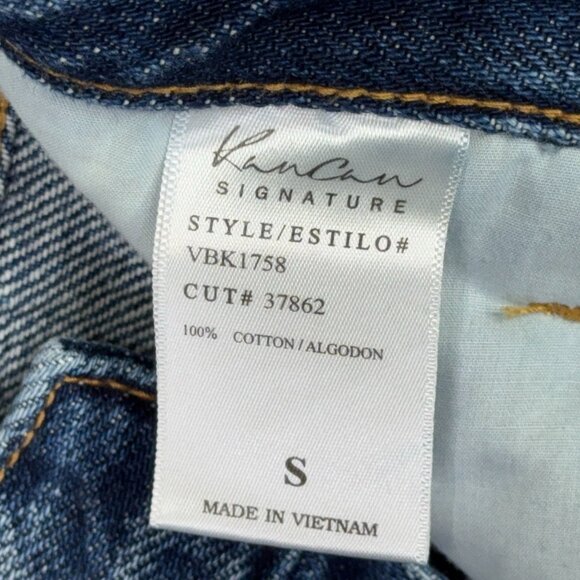 KanCan
SIGNATURE
STYLE/ESTILO#
VBK1758
CUT# 37862
100% COTTON/ALGODON
S
MADE IN VIETNAM